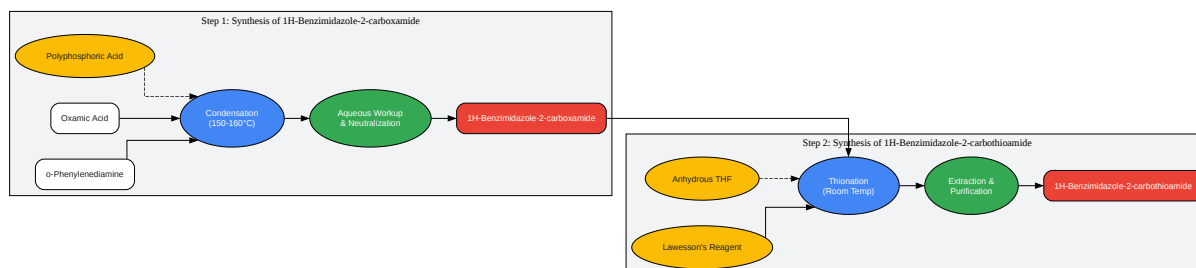 Step 1: Synthesis of 1H-Benzimidazole-2-carboxamide
Polyphosphoric Acid
Oxamic Acid
Condensation
(150-160°C)
Aqueous Workup
& Neutralization
1H-Benzimidazole-2-carboxamide
o-Phenylenediamine
Step 2: Synthesis of 1H-Benzimidazole-2-carbothioamide
Anhydrous THF
Thionation
(Room Temp)
Extraction &
Purification
1H-Benzimidazole-2-carbothioamide
Lawesson's Reagent